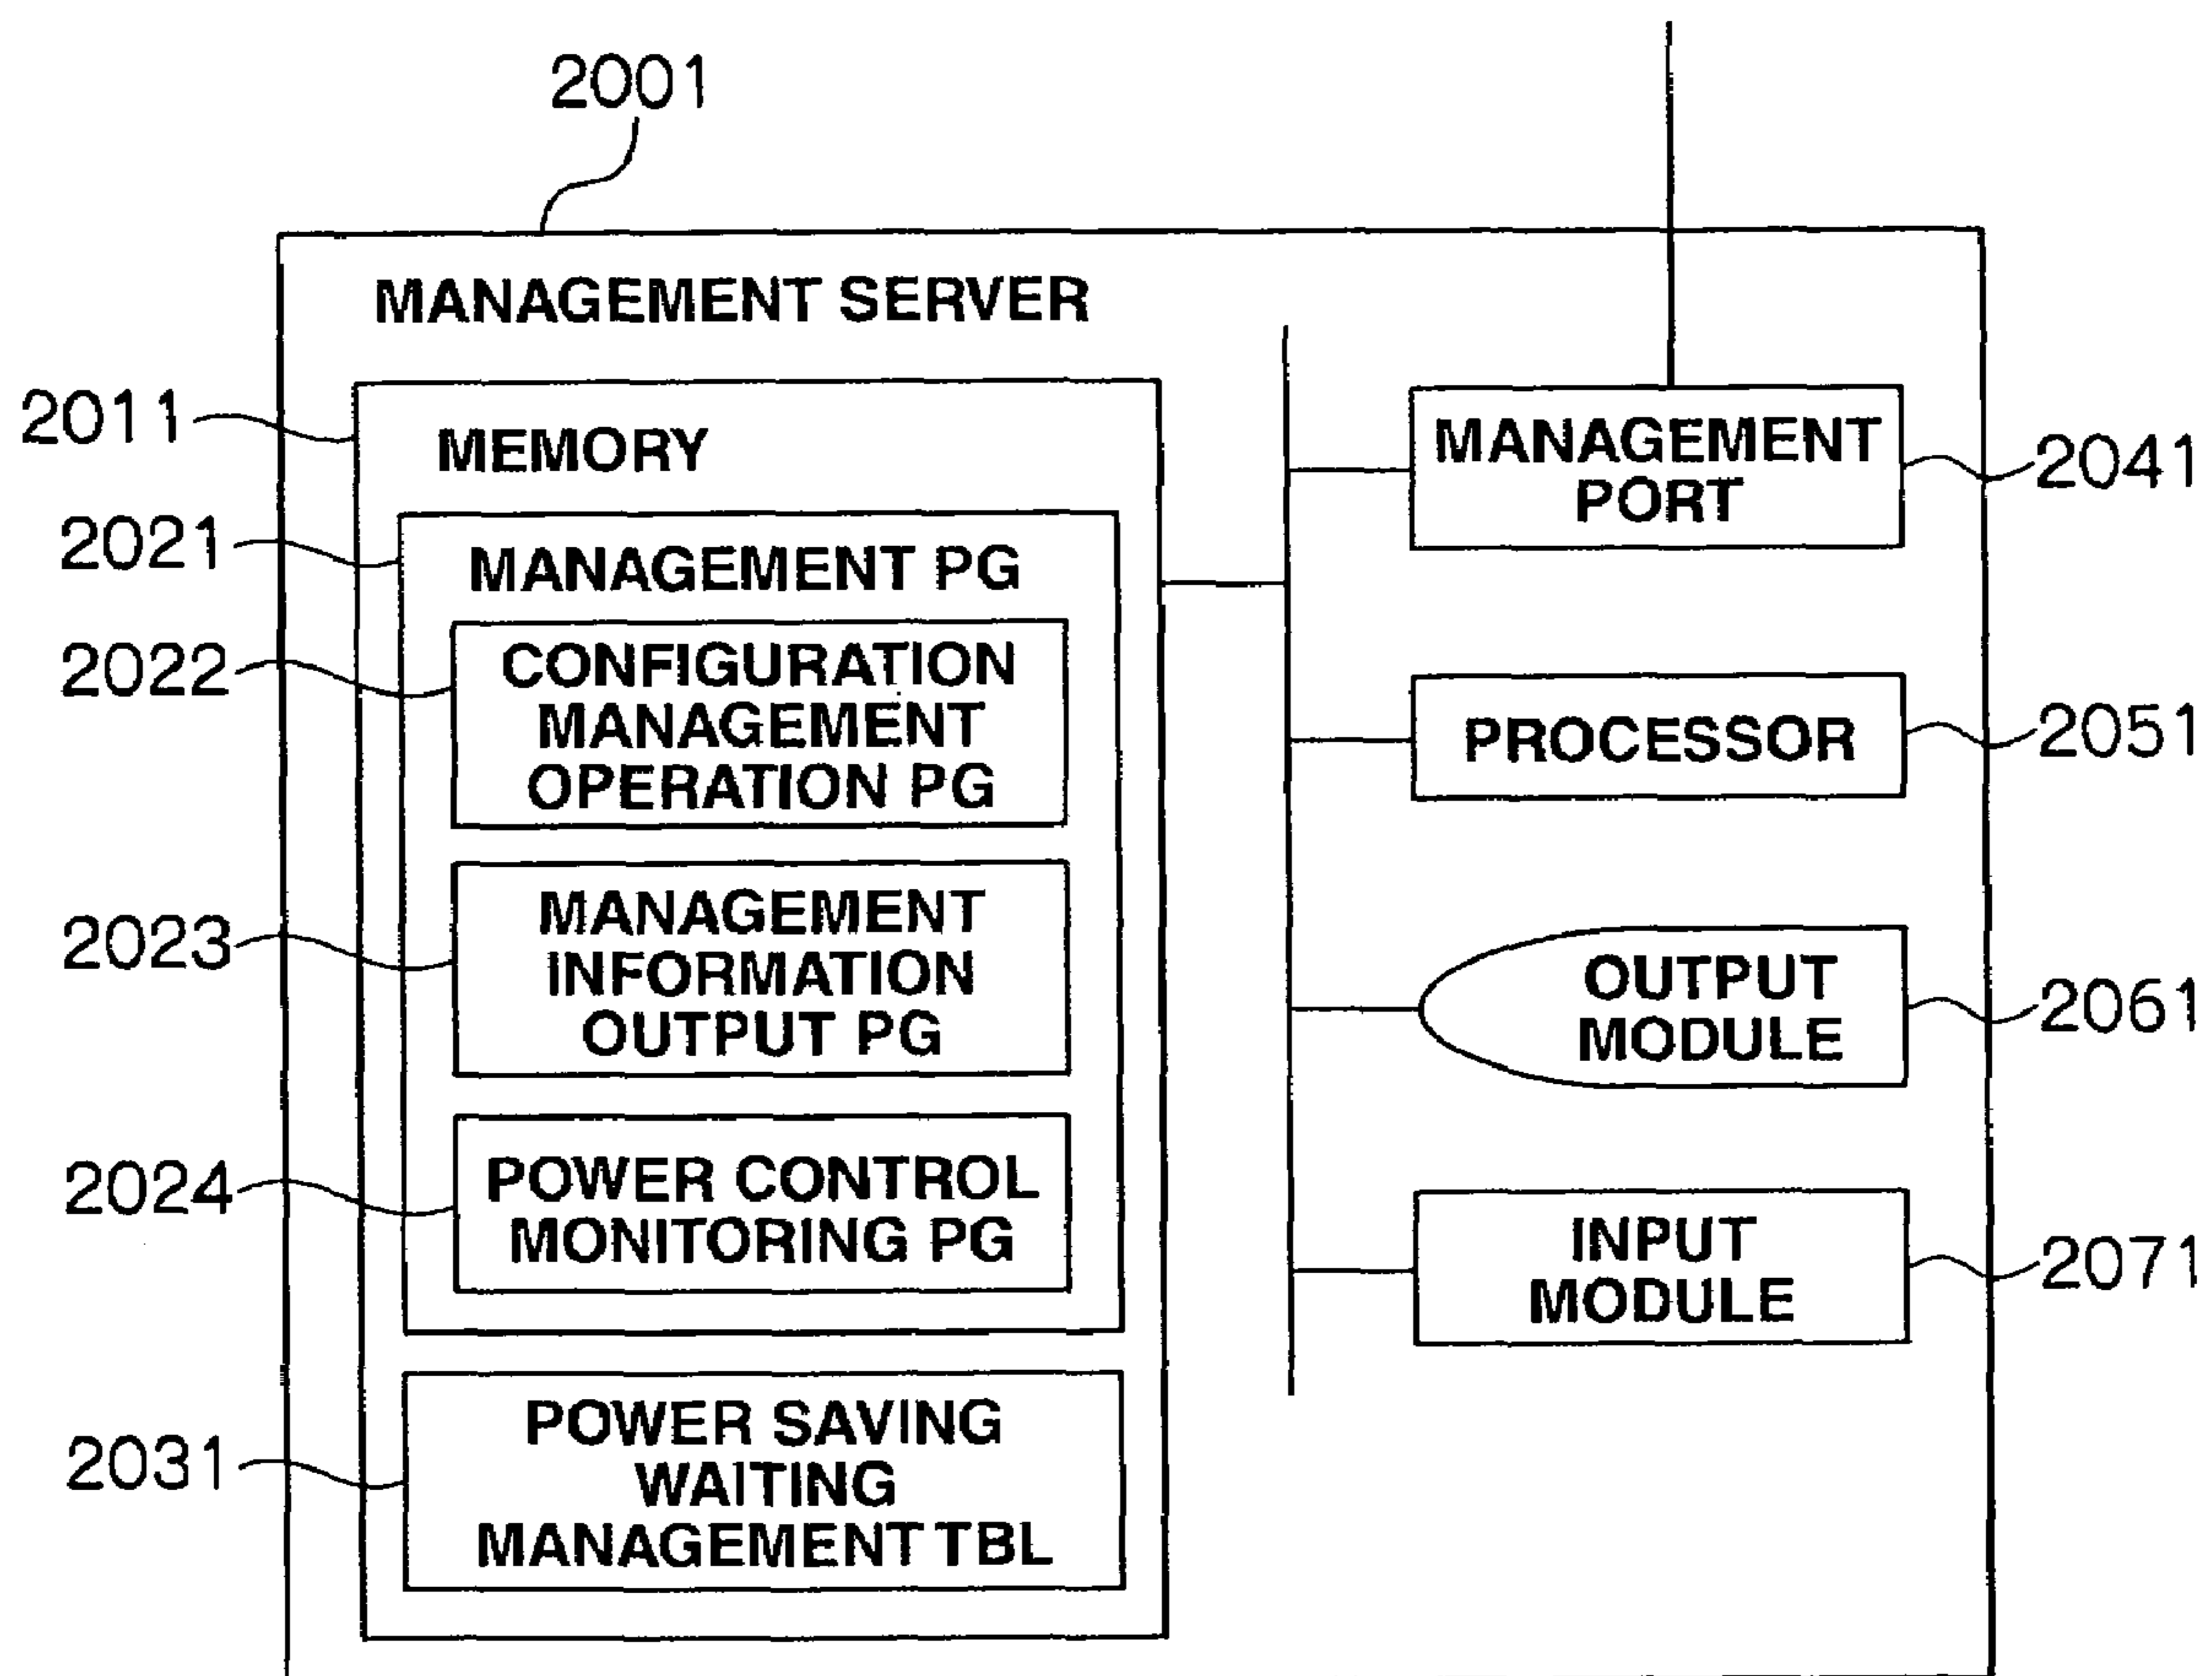 2001
MANAGEMENT SERVER
2011
MEMORY
2021
MANAGEMENT PG
2022
CONFIGURATION
MANAGEMENT
OPERATION PG
2023
MANAGEMENT
INFORMATION
OUTPUT PG
2024
POWER CONTROL
MONITORING PG
2031
POWER SAVING
WAITING
MANAGEMENT TBL
MANAGEMENT
PORT
2041
PROCESSOR
2051
OUTPUT
MODULE
2061
INPUT
MODULE
2071